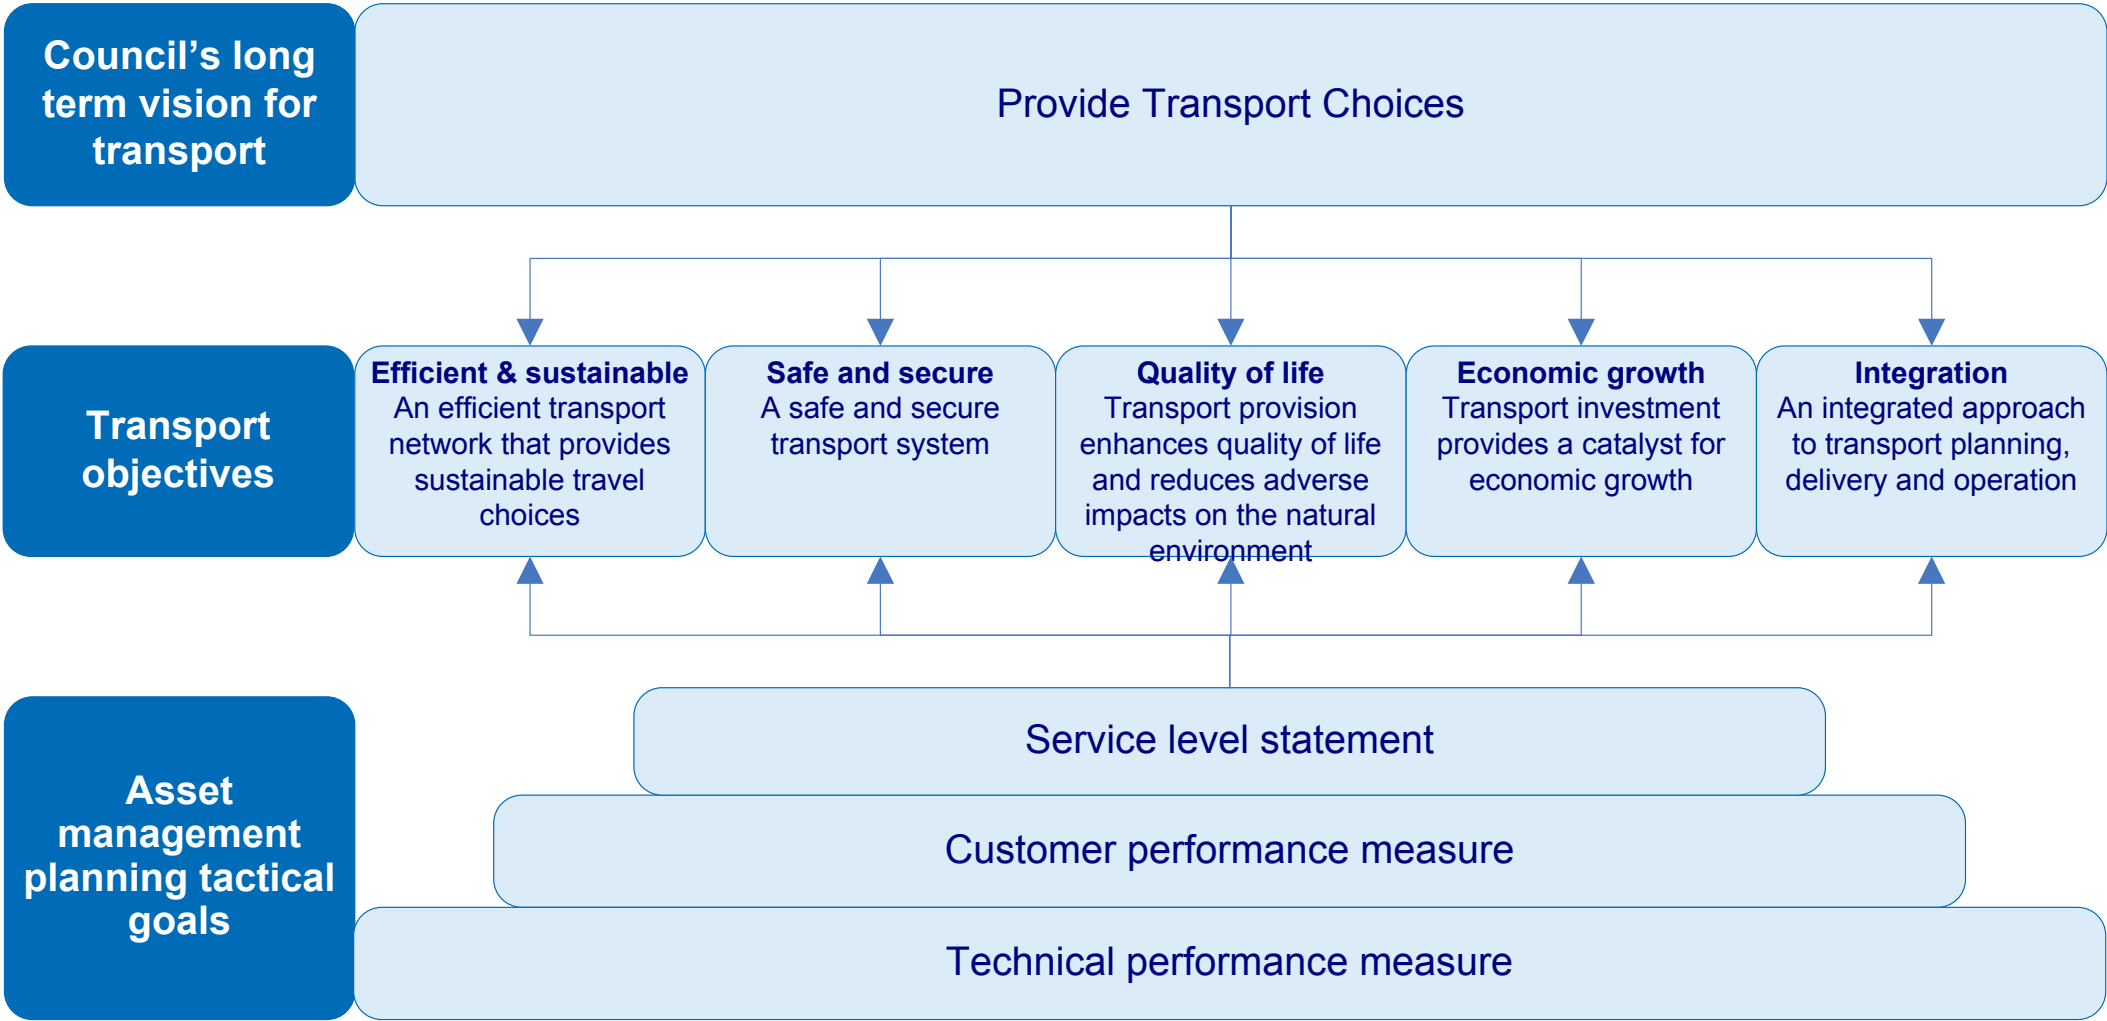 Council’s long
term vision for
transport
Provide Transport Choices
Transport
objectives
Efficient & sustainable
An efficient transport
network that provides
sustainable travel
choices
Safe and secure
A safe and secure
transport system
Quality of life
Transport provision
enhances quality of life
and reduces adverse
impacts on the natural
environment
Economic growth
Transport investment
provides a catalyst for
economic growth
Integration
An integrated approach
to transport planning,
delivery and operation
Asset
management
planning tactical
goals
Service level statement
Customer performance measure
Technical performance measure